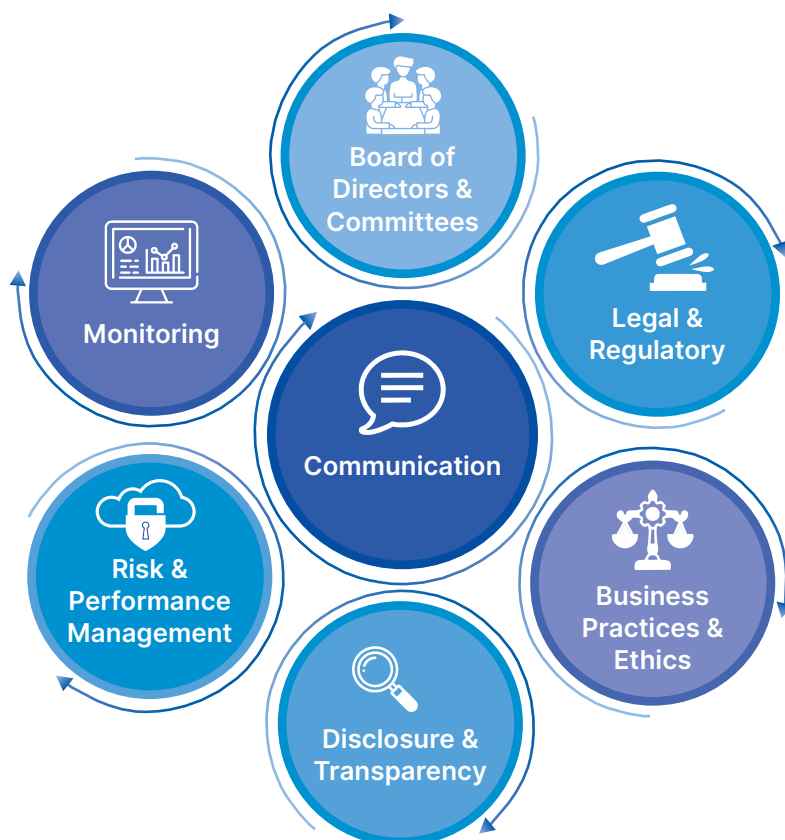 Board of
Directors &
Committees
Legal &
Regulatory
Monitoring
Communication
Business
Practices &
Ethics
Risk &
Performance
Management
Disclosure &
Transparency